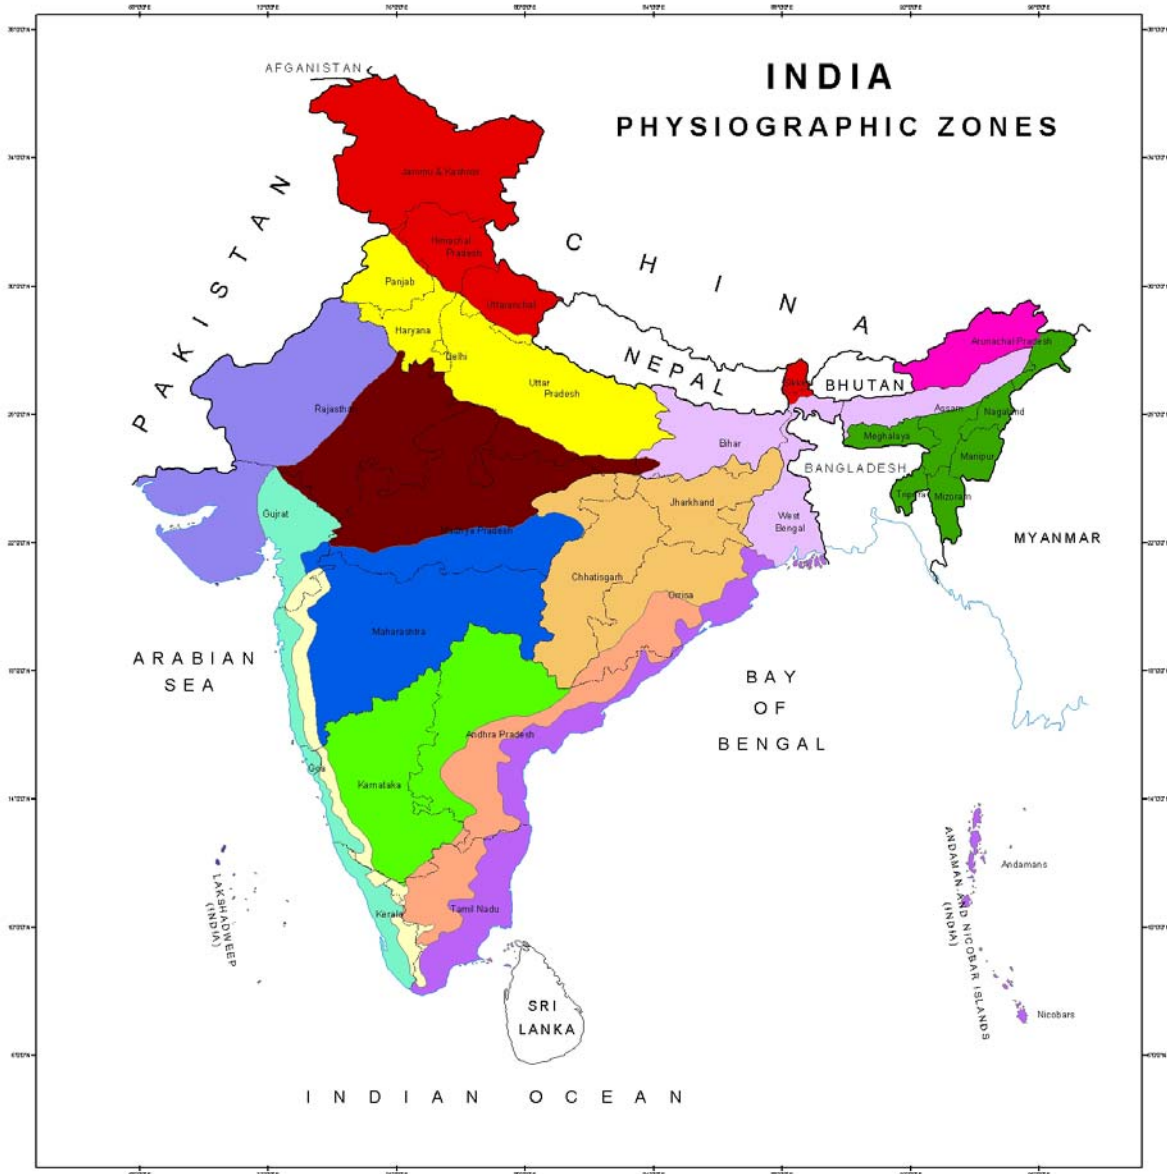 INDIA
PHYSIOGRAPHIC ZONES
AFGANISTAN
PAKISTAN
CHINA
Jammu & Kashmir
Himachal
Pradesh
Panjab
Uttaranchal
Haryana
Delhi
NEPAL
BHUTAN
Arunachal Pradesh
Uttar
Pradesh
Rajasthan
Assam
Nagaland
Meghalaya
Manipur
Bihar
BANGLADESH
Tripura
Mizoram
Jharkhand
Gujrat
West
Bengal
Madhya Pradesh
MYANMAR
Chhatisgarh
Orrisa
Maharashtra
ARABIAN
SEA
BAY
OF
BENGAL
Andhra Pradesh
Goa
Karnataka
Andamans
ANDAMAN AND NICOBAR ISLANDS
(INDIA)
LAKSHADWEEP
(INDIA)
Kerala
Tamil Nadu
SRI
LANKA
Nicobars
INDIAN OCEAN